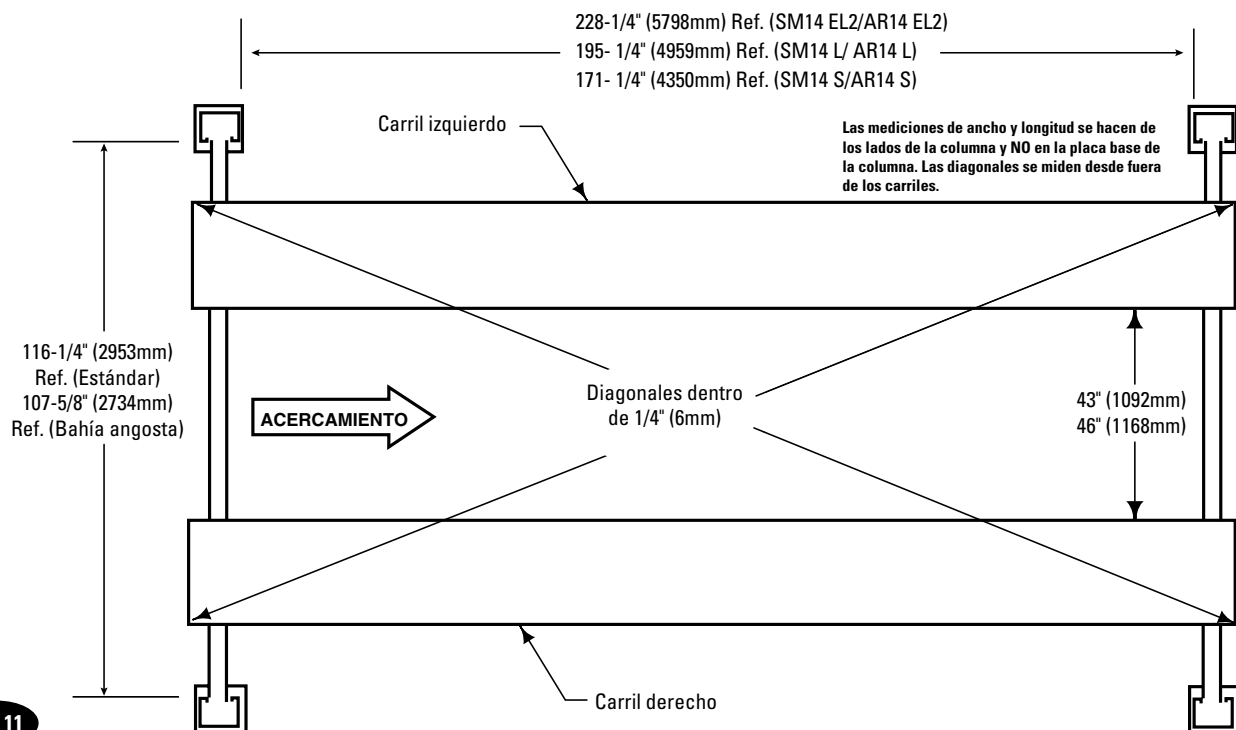 228-1/4" (5798mm) Ref. (SM14 EL2/AR14 EL2)
195- 1/4" (4959mm) Ref. (SM14 L/ AR14 L)
171- 1/4" (4350mm) Ref. (SM14 S/AR14 S)
Carril izquierdo
Las mediciones de ancho y longitud se hacen de
los lados de la columna y NO en la placa base de
la columna. Las diagonales se miden desde fuera
de los carriles.
116-1/4" (2953mm)
Ref. (Estándar)
107-5/8" (2734mm)
Ref. (Bahía angosta)
ACERCAMIENTO
Diagonales dentro
de 1/4" (6mm)
43" (1092mm)
46" (1168mm)
Carril derecho
11